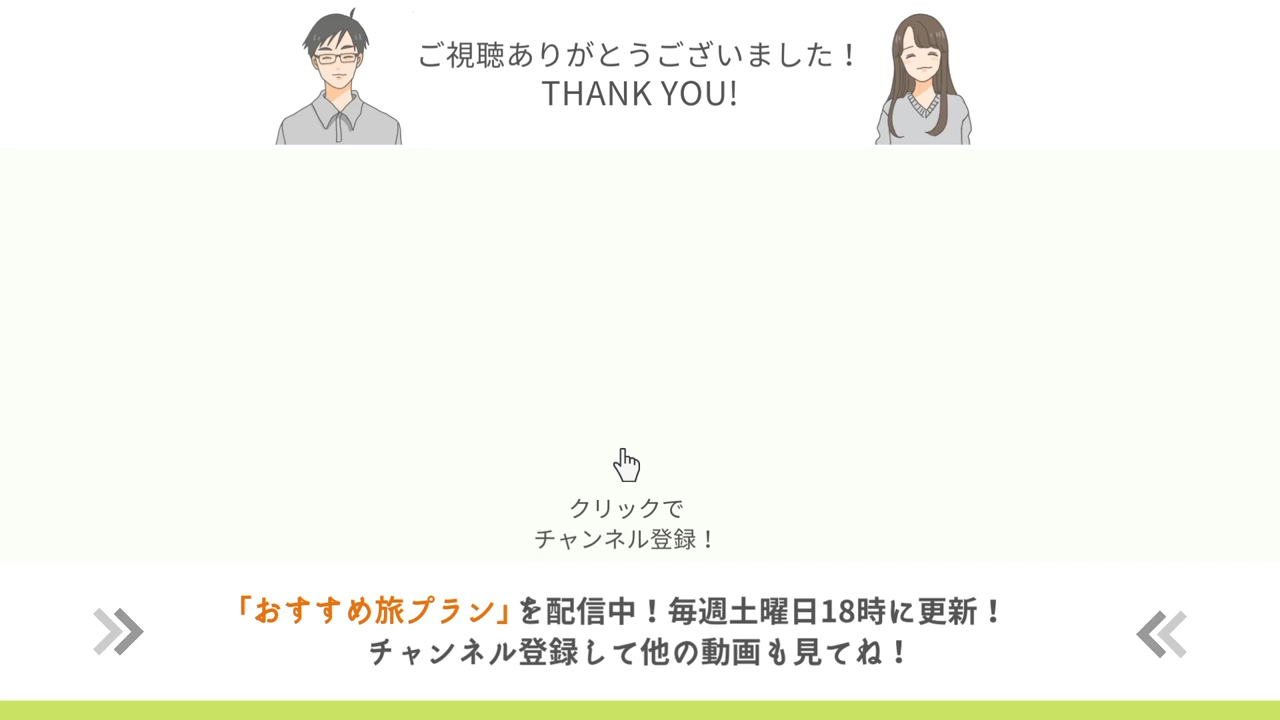 ご視聴ありがとうございました！
THANK YOU!
クリックで
チャンネル登録！
「おすすめ旅プラン」を配信中！毎週土曜日18時に更新！
チャンネル登録して他の動画も見てね！